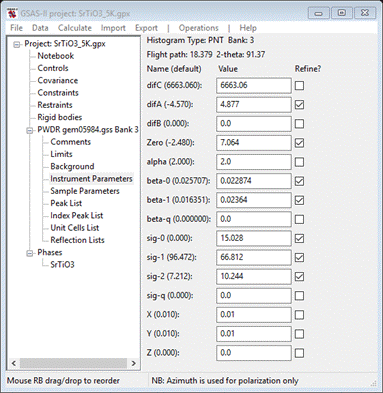 GSAS-II project: SrTiO3_5K.gpx
File Data Calculate Import Export | Operations | Help
Project: SrTiO3_5K.gpx
Notebook
Controls
Covariance
Constraints
Restraints
Rigid bodies
PWDR gem05984.gss Bank 3
Comments
Limits
Background
Instrument Parameters
Sample Parameters
Peak List
Index Peak List
Unit Cells List
Reflection Lists
Phases
SrTiO3
Histogram Type: PNT Bank: 3
Flight path: 18.379 2-theta: 91.37
Name (default) Value Refine?
difC (6663.060): 6663.06
difA (-4.570): 4.877
difB (0.000): 0.0
Zero (-2.480): 7.064
alpha (2.000): 2.0
beta-0 (0.025707): 0.022874
beta-1 (0.016351): 0.02364
beta-q (0.000000): 0.0
sig-0 (0.000): 15.028
sig-1 (96.472): 66.812
sig-2 (7.212): 10.244
sig-q (0.000): 0.0
X (0.010): 0.01
Y (0.010): 0.01
Z (0.000): 0.0
Mouse RB drag/drop to reorder NB: Azimuth is used for polarization only